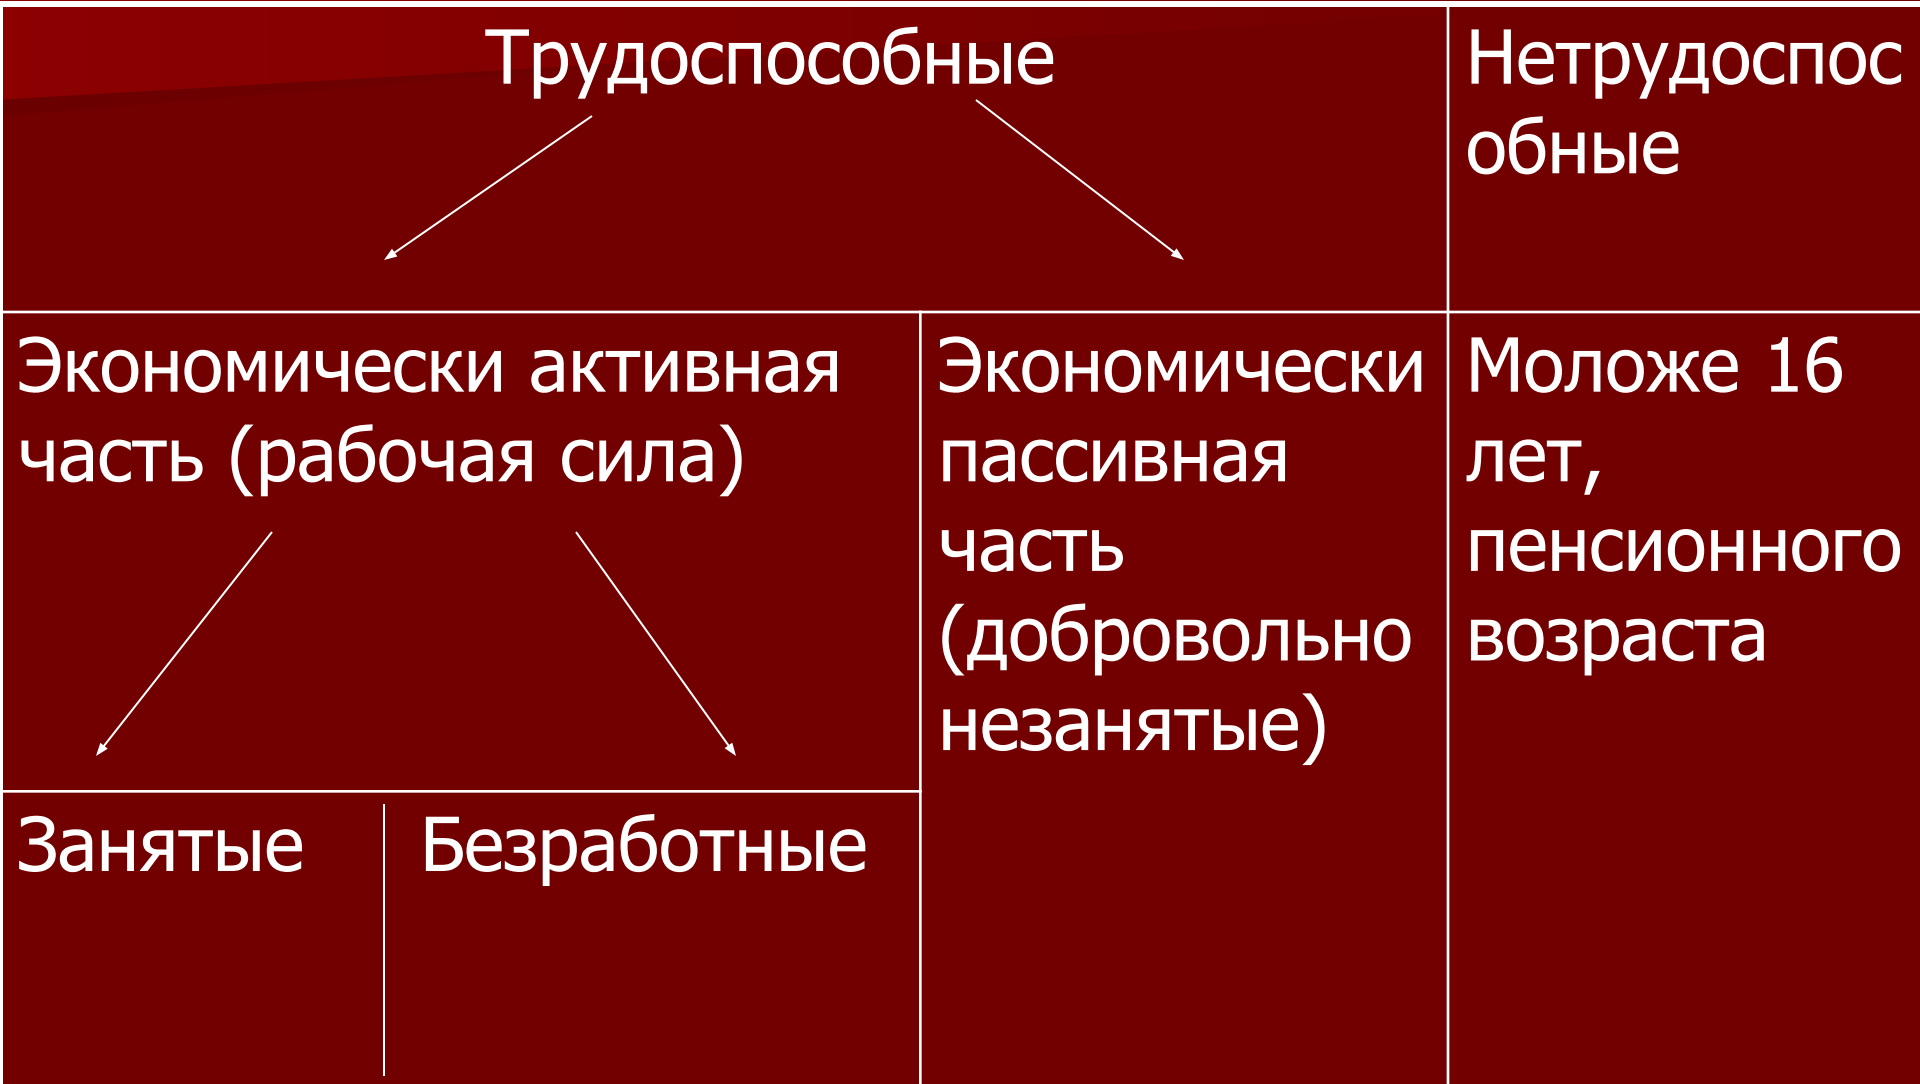 Трудоспособные
Нетрудоспос
обные
Экономически активная
часть (рабочая сила)
Экономически
пассивная
часть
(добровольно
незанятые)
Моложе 16
лет,
пенсионного
возраста
Занятые
Безработные